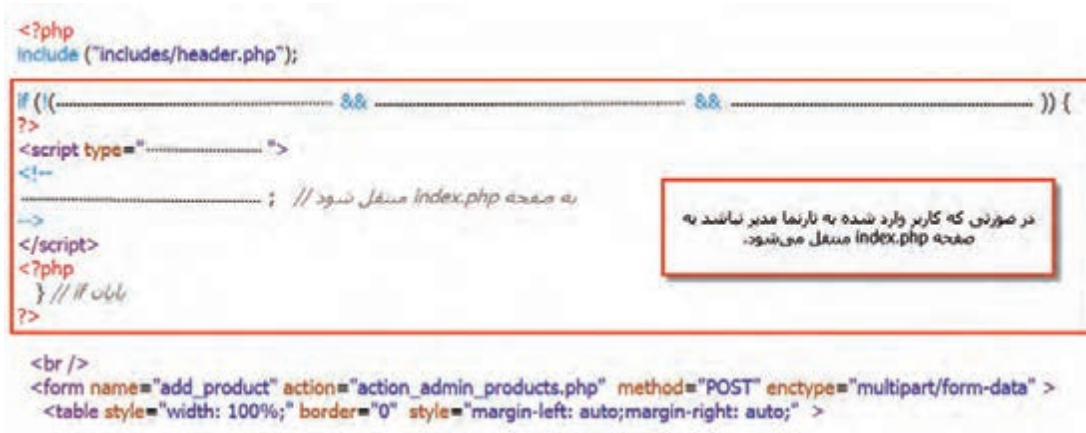 <?php
include ("includes/header.php");
if (!(........................................ && ............................................ && ........................................... )) {
?>
<script type="...................... ">
<!--
........................................ ; // به صفحه index.php منتقل شود
-->
</script>
<?php
} // if پایان
?>
در صورتی که کاربر وارد شده به تارنما مدیر نباشد به
صفحه index.php منتقل می‌شود.
<br />
<form name="add_product" action="action_admin_products.php" method="POST" enctype="multipart/form-data" >
<table style="width: 100%;" border="0" style="margin-left: auto;margin-right: auto;" >